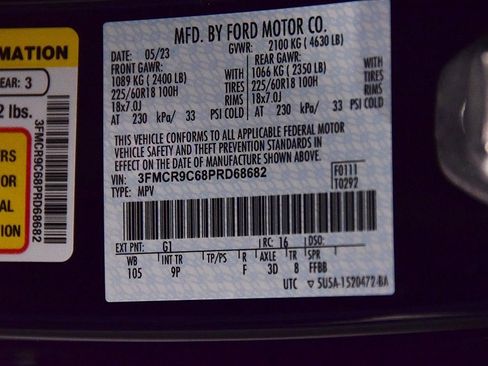 MFD. BY FORD MOTOR CO.
DATE: 05/23 GVWR: 2100 KG (4630 LB)
FRONT GAWR: REAR GAWR:
1089 KG (2400 LB) WITH 1066 KG (2350 LB) WITH
225/60R18 100H TIRES 225/60R18 100H TIRES
18x7.0J RIMS 18x7.0J RIMS
AT 230 kPa/ 33 PSI COLD AT 230 kPa/ 33 PSI COLD
THIS VEHICLE CONFORMS TO ALL APPLICABLE FEDERAL MOTOR
VEHICLE SAFETY AND THEFT PREVENTION STANDARDS IN
EFFECT ON THE DATE OF MANUFACTURE SHOWN ABOVE.
VIN: 3FMCR9C68PRD68682 F0111
TYPE: MPV T0292
EXT PNT: G1 RC: 16 DSO:
WB INT TR TP/PS R AXLE TR SPR
105 9P F 3D 8 FFBB
UTC ▽ 5U5A-1520472-BA
MATION
EAR: 3
2 lbs.
ERS
OR
AL
TION
3FMCR9C68PRD68682